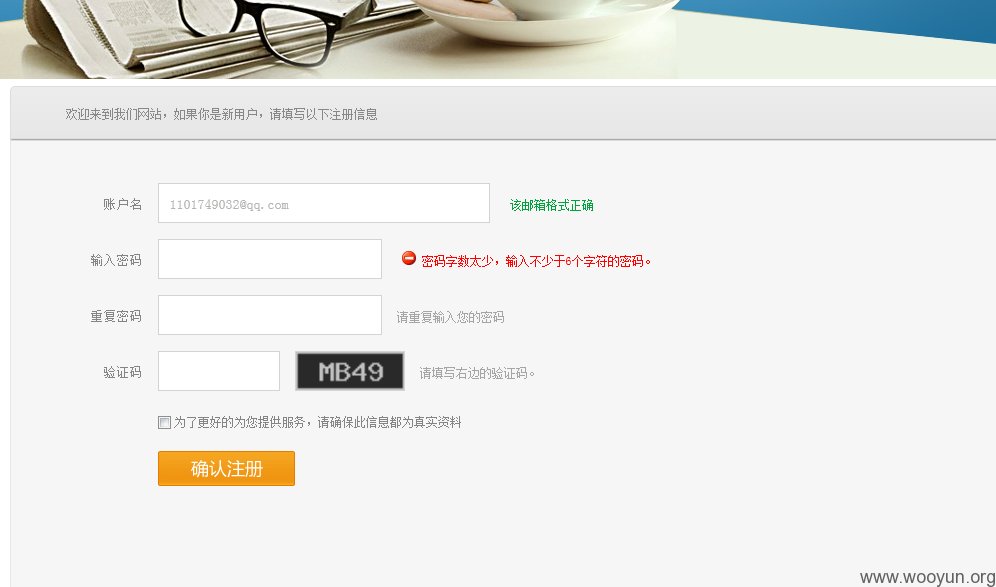 欢迎来到我们网站，如果你是新用户，请填写以下注册信息
账户名 1101749032@qq.com 该邮箱格式正确
输入密码 密码字数太少，输入不少于6个字符的密码。
重复密码 请重复输入您的密码
验证码 MB49 请填写右边的验证码。
为了更好的为您提供服务，请确保此信息都为真实资料
确认注册
www.wooyun.org